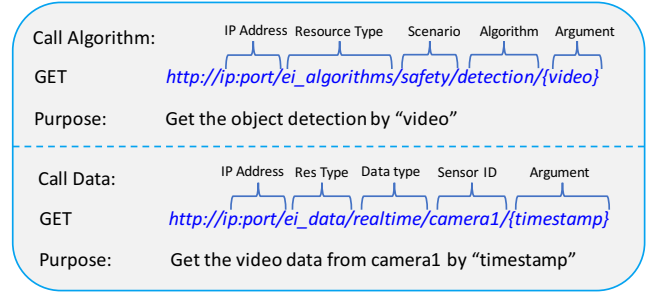 Call Algorithm:
IP Address Resource Type Scenario Algorithm Argument
GET http://ip:port/ei_algorithms/safety/detection/{video}
Purpose: Get the object detection by “video”
Call Data:
IP Address Res Type Data type Sensor ID Argument
GET http://ip:port/ei_data/realtime/camera1/{timestamp}
Purpose: Get the video data from camera1 by “timestamp”